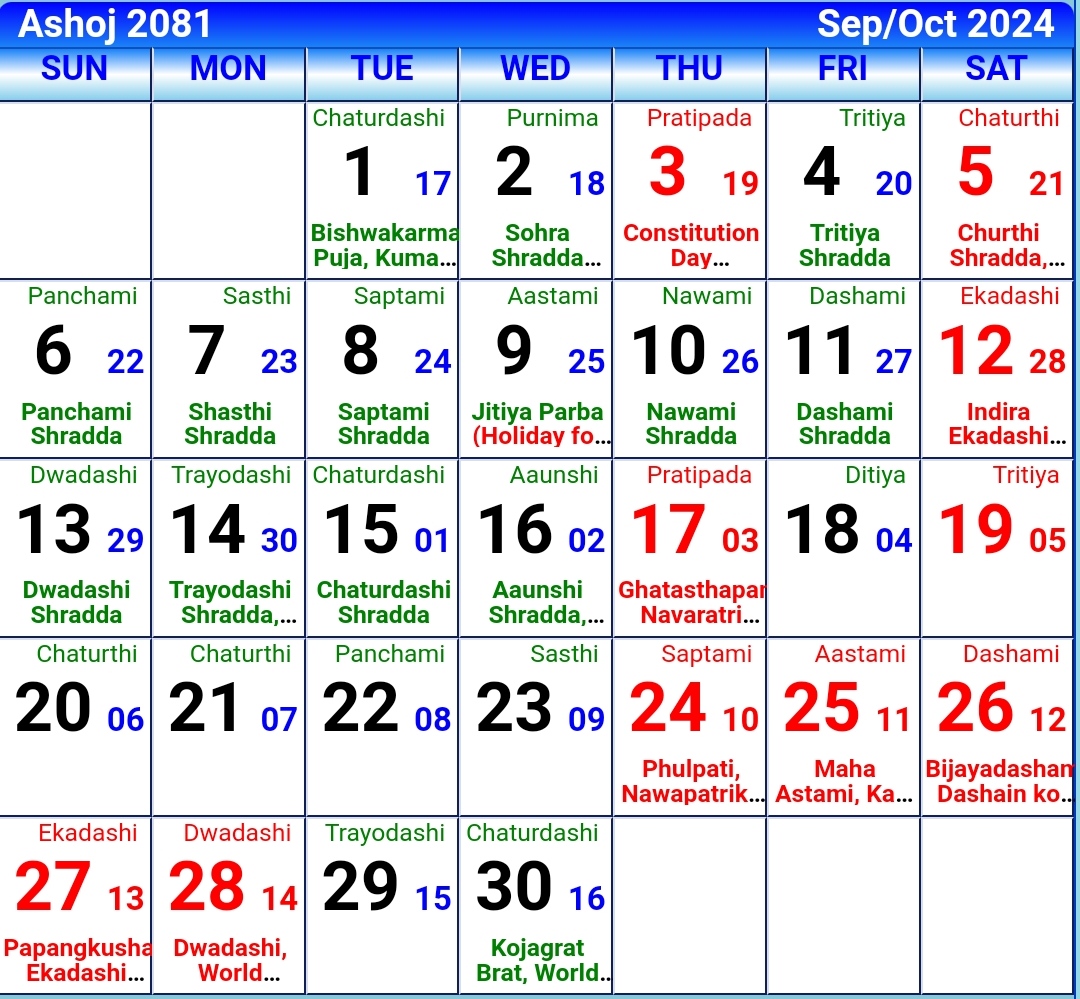 Ashoj 2081 Sep/Oct 2024
SUN MON TUE WED THU FRI SAT
Chaturdashi Purnima Pratipada Tritiya Chaturthi
1 17 2 18 3 19 4 20 5 21
Bishwakarma Sohra Constitution Tritiya Churthi
Puja, Kuma... Shradda... Day... Shradda Shradda,...
Panchami Sasthi Saptami Aastami Nawami Dashami Ekadashi
6 22 7 23 8 24 9 25 10 26 11 27 12 28
Panchami Shasthi Saptami Jitiya Parba Nawami Dashami Indira
Shradda Shradda Shradda (Holiday fo... Shradda Shradda Ekadashi...
Dwadashi Trayodashi Chaturdashi Aaunshi Pratipada Ditiya Tritiya
13 29 14 30 15 01 16 02 17 03 18 04 19 05
Dwadashi Trayodashi Chaturdashi Aaunshi Ghatasthapan
Shradda Shradda,... Shradda Shradda,... Navaratri...
Chaturthi Chaturthi Panchami Sasthi Saptami Aastami Dashami
20 06 21 07 22 08 23 09 24 10 25 11 26 12
Phulpati, Maha Bijayadasham
Nawapatrik... Astami, Ka... Dashain ko...
Ekadashi Dwadashi Trayodashi Chaturdashi
27 13 28 14 29 15 30 16
Papangkusha Dwadashi, Kojagrat
Ekadashi... World... Brat, World...